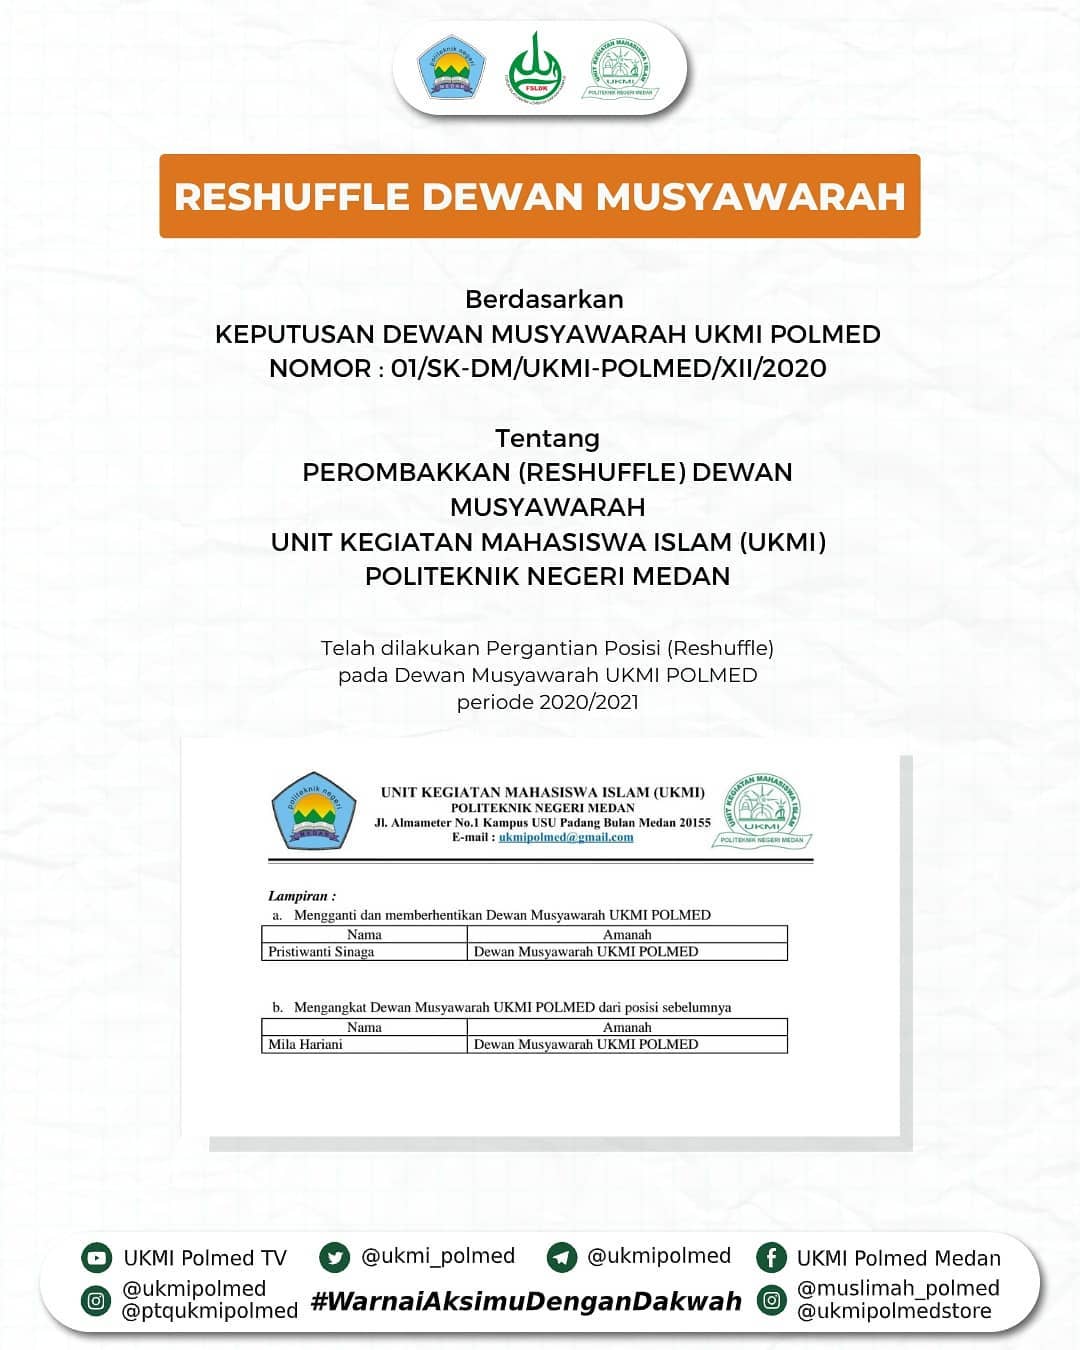 politeknik negeri
MEDAN
FSLDK
UNIT KEGIATAN MAHASISWA ISLAM
UKMI
POLITEKNIK NEGERI MEDAN
RESHUFFLE DEWAN MUSYAWARAH
Berdasarkan
KEPUTUSAN DEWAN MUSYAWARAH UKMI POLMED
NOMOR : 01/SK-DM/UKMI-POLMED/XII/2020
Tentang
PEROMBAKKAN (RESHUFFLE) DEWAN
MUSYAWARAH
UNIT KEGIATAN MAHASISWA ISLAM (UKMI)
POLITEKNIK NEGERI MEDAN
Telah dilakukan Pergantian Posisi (Reshuffle)
pada Dewan Musyawarah UKMI POLMED
periode 2020/2021
politeknik negeri
MEDAN
UNIT KEGIATAN MAHASISWA ISLAM (UKMI)
POLITEKNIK NEGERI MEDAN
Jl. Almameter No.1 Kampus USU Padang Bulan Medan 20155
E-mail : ukmipolmed@gmail.com
UNIT KEGIATAN MAHASISWA ISLAM
UKMI
POLITEKNIK NEGERI MEDAN
Lampiran :
a. Mengganti dan memberhentikan Dewan Musyawarah UKMI POLMED
Nama Amanah
Pristiwanti Sinaga Dewan Musyawarah UKMI POLMED
b. Mengangkat Dewan Musyawarah UKMI POLMED dari posisi sebelumnya
Nama Amanah
Mila Hariani Dewan Musyawarah UKMI POLMED
UKMI Polmed TV @ukmi_polmed @ukmipolmed UKMI Polmed Medan
@ukmipolmed
@ptqukmipolmed
#WarnaiAksimuDenganDakwah
@muslimah_polmed
@ukmipolmedstore